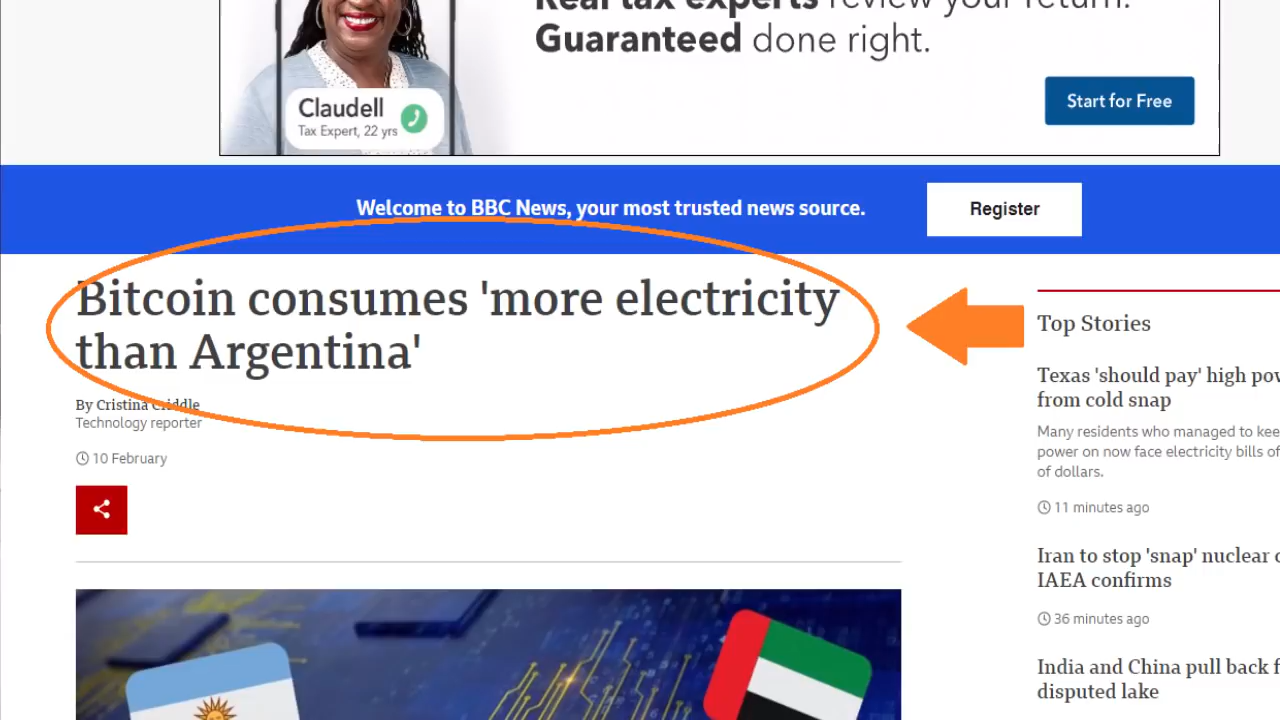 Real tax experts review your return.
Guaranteed done right.
Claudell
Tax Expert, 22 yrs
Start for Free
Welcome to BBC News, your most trusted news source.
Register
Bitcoin consumes 'more electricity
than Argentina'
By Cristina Criddle
Technology reporter
10 February
Top Stories
Texas 'should pay' high
from cold snap
Many residents who managed to keep
power on now face electricity bills of
of dollars.
11 minutes ago
Iran to stop 'snap' nuclear
IAEA confirms
36 minutes ago
India and China pull back
disputed lake